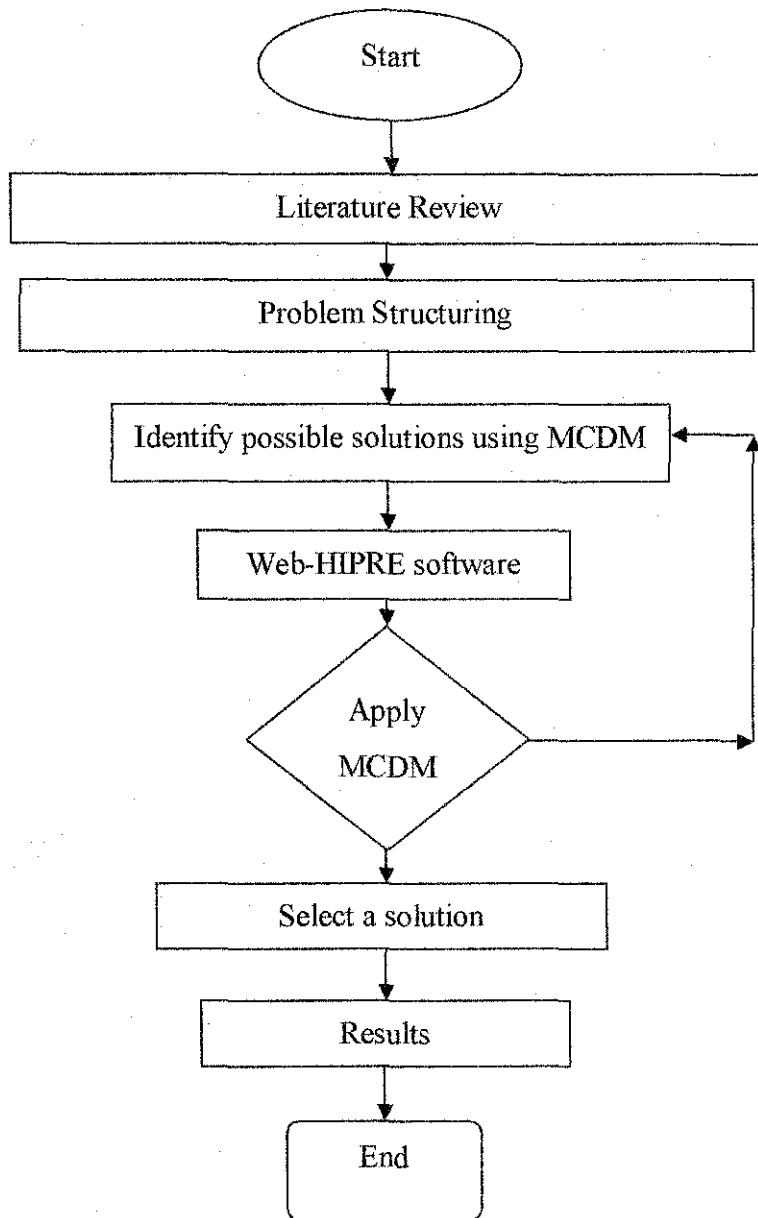 Start
Literature Review
Problem Structuring
Identify possible solutions using MCDM
Web-HIPRE software
Apply
MCDM
Select a solution
Results
End